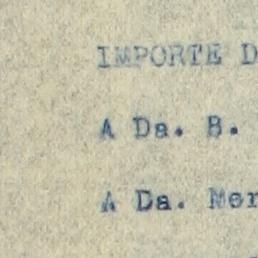 IMPORTE D
A Da. B.
A Da. Mer